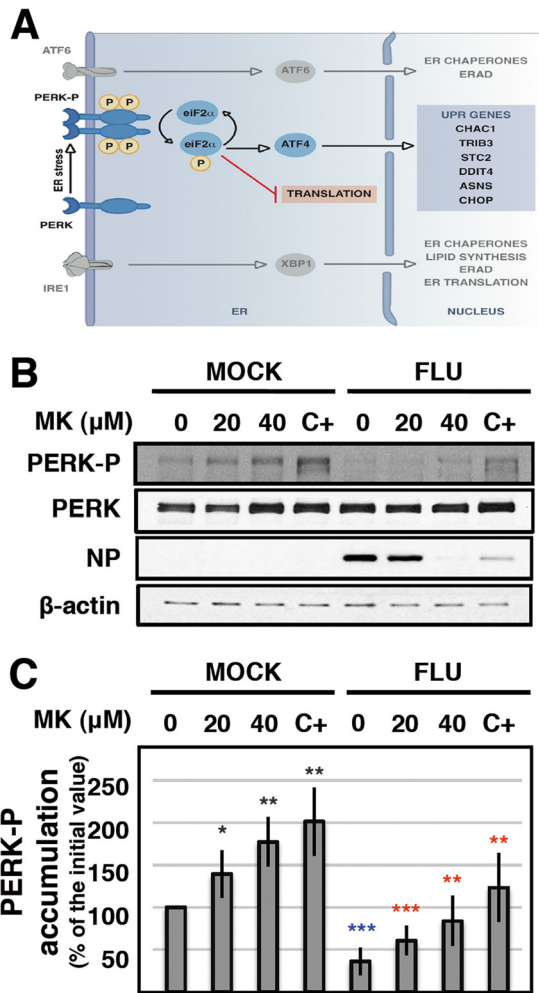 A
ATF6
ATF6
ER CHAPERONES
ERAD
PERK-P
P P
P P
ER stress
PERK
eiF2α
eiF2α
P
ATF4
TRANSLATION
UPR GENES
CHAC1
TRIB3
STC2
DDIT4
ASNS
CHOP
IRE1
XBP1
ER CHAPERONES
LIPID SYNTHESIS
ERAD
ER TRANSLATION
ER
NUCLEUS
B
MOCK FLU
MK (µM) 0 20 40 C+ 0 20 40 C+
PERK-P
PERK
NP
β-actin
C
MOCK FLU
MK (µM) 0 20 40 C+ 0 20 40 C+
PERK-P
accumulation
(% of the initial value)
250
200
150
100
50
* ** ** *** *** ** **